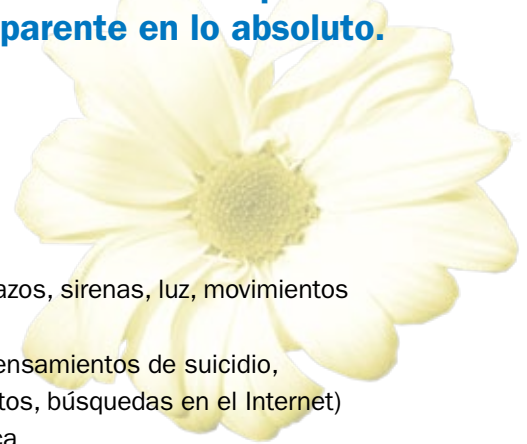 parente en lo absoluto.
azos, sirenas, luz, movimientos
ensamientos de suicidio,
tos, búsquedas en el Internet)